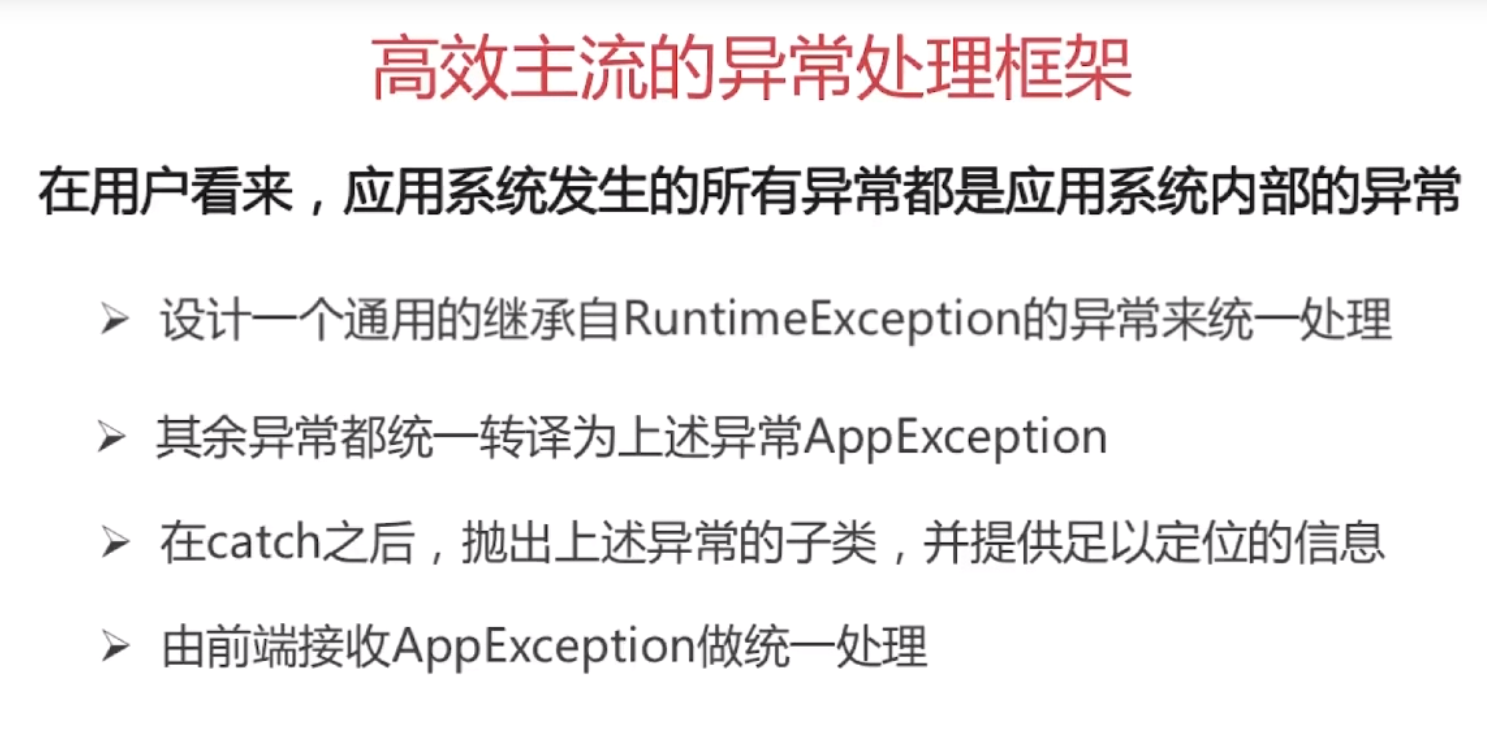 高效主流的异常处理框架
在用户看来，应用系统发生的所有异常都是应用系统内部的异常
➢ 设计一个通用的继承自RuntimeException的异常来统一处理
➢ 其余异常都统一转译为上述异常AppException
➢ 在catch之后，抛出上述异常的子类，并提供足以定位的信息
➢ 由前端接收AppException做统一处理